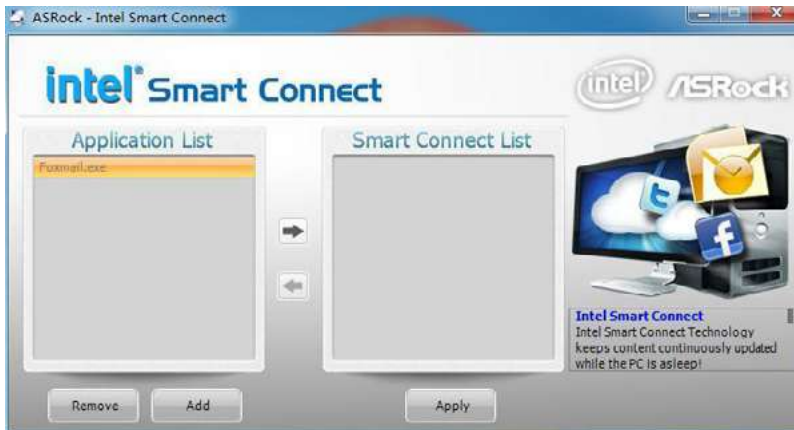 ASRock - Intel Smart Connect
intel Smart Connect
intel ASRock
Application List
Smart Connect List
Foxmail.exe
Intel Smart Connect
Intel Smart Connect Technology
keeps content continuously updated
while the PC is asleep!
Remove
Add
Apply